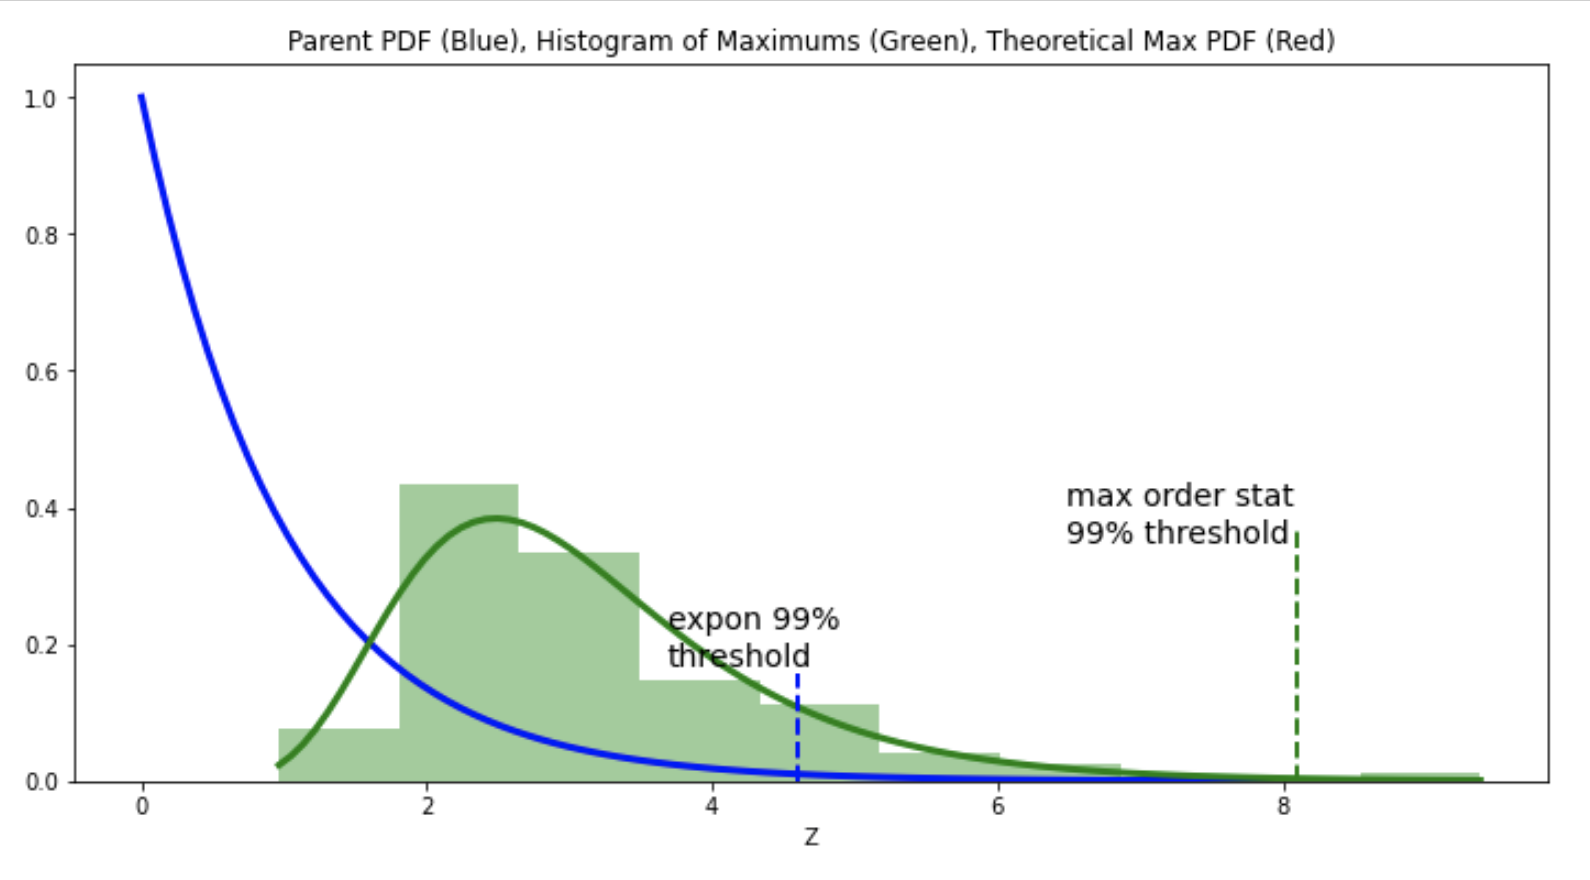 Parent PDF (Blue), Histogram of Maximums (Green), Theoretical Max PDF (Red)
1.0
0.8
0.6
0.4
0.2
0.0
max order stat
99% threshold
expon 99%
threshold
0 2 4 6 8
Z